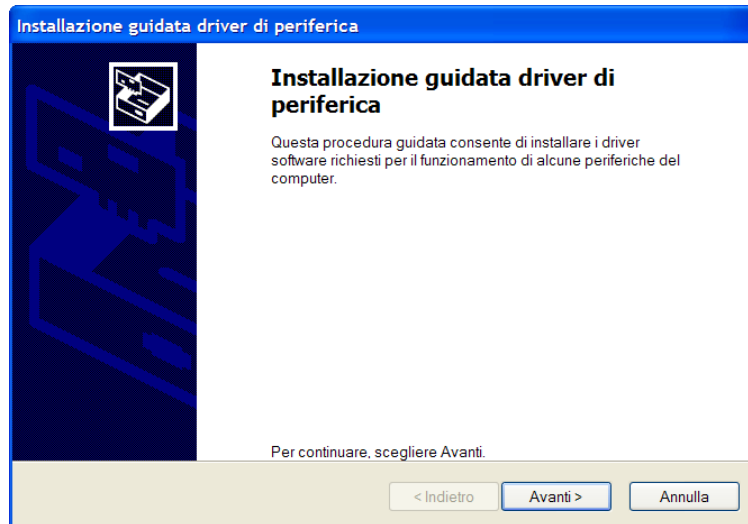 Installazione guidata driver di periferica
Installazione guidata driver di
periferica
Questa procedura guidata consente di installare i driver
software richiesti per il funzionamento di alcune periferiche del
computer.
Per continuare, scegliere Avanti.
< Indietro
Avanti >
Annulla